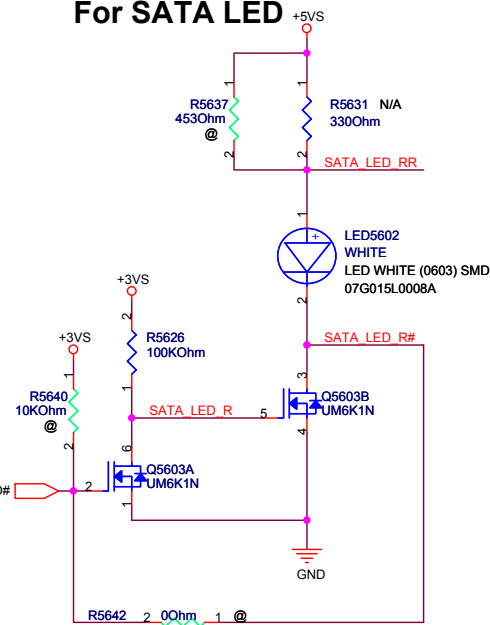 For SATA LED
+5VS
1
1
R5637
453Ohm
@
R5631 N/A
330Ohm
2
2
SATA_LED_RR
1
+
LED5602
WHITE
LED WHITE (0603) SMD
07G015L0008A
2
+3VS
2
R5626
100KOhm
1
SATA_LED_R#
+3VS
1
R5640
10KOhm
@
2
3
Q5603B
UM6K1N
SATA_LED_R
5
4
6
Q5603A
UM6K1N
2
1
#
GND
R5642 2 0Ohm 1 @